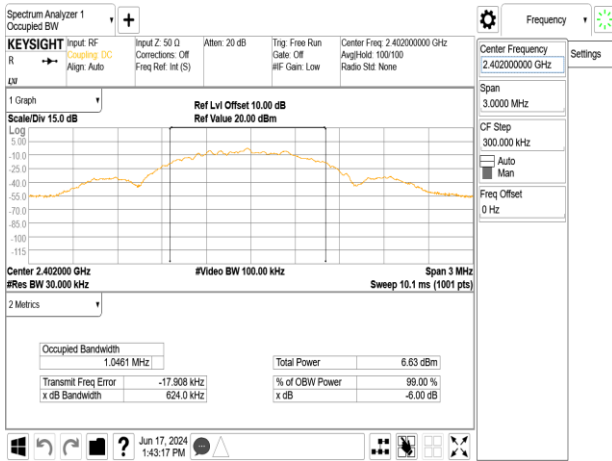 Spectrum Analyzer 1
Occupied BW
KEYSIGHT
R
Input: RF
Coupling: DC
Align: Auto
Input Z: 50 Ω
Corrections: Off
Freq Ref: Int (S)
Atten: 20 dB
Trig: Free Run
Gate: Off
#IF Gain: Low
Center Freq: 2.402000000 GHz
Avg|Hold: 100/100
Radio Std: None
LXI
1 Graph
Scale/Div 15.0 dB
Ref Lvl Offset 10.00 dB
Ref Value 20.00 dBm
Log
5.00
-10.0
-25.0
-40.0
-55.0
-70.0
-85.0
-100
-115
Center 2.402000 GHz
#Video BW 100.00 kHz
Span 3 MHz
#Res BW 30.000 kHz
Sweep 10.1 ms (1001 pts)
2 Metrics
Occupied Bandwidth
1.0461 MHz
Total Power 6.63 dBm
Transmit Freq Error -17.908 kHz
% of OBW Power 99.00 %
x dB Bandwidth 624.0 kHz
x dB -6.00 dB
?
Jun 17, 2024
1:43:17 PM
Frequency
Settings
Center Frequency
2.402000000 GHz
Span
3.0000 MHz
CF Step
300.000 kHz
Auto
Man
Freq Offset
0 Hz